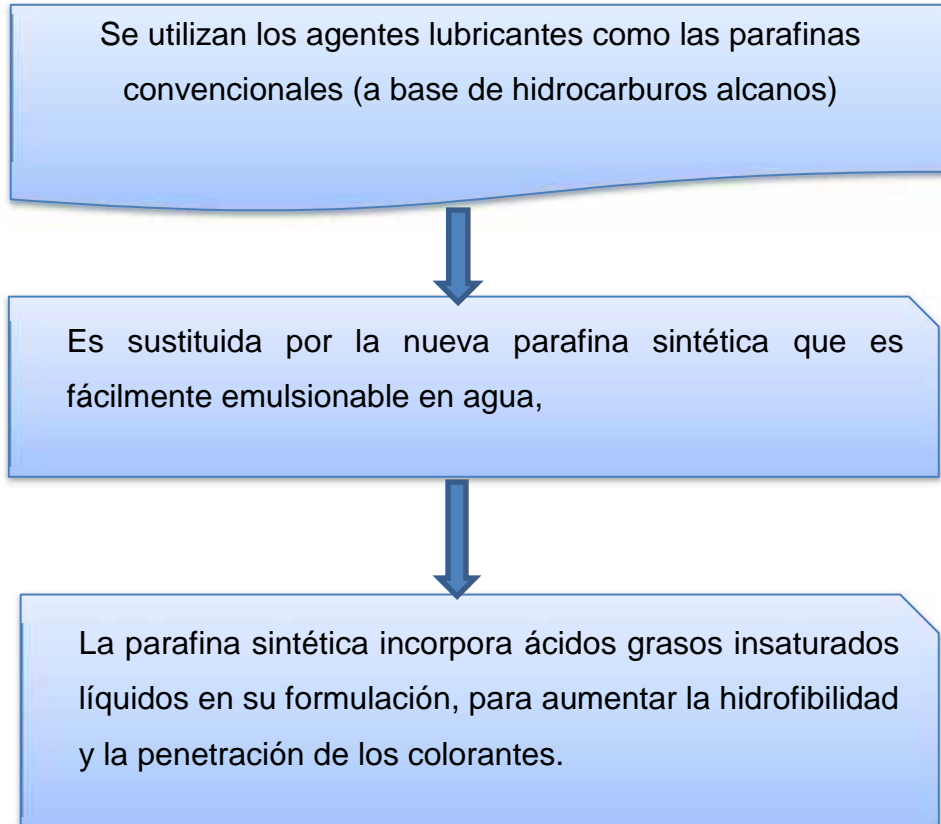 Se utilizan los agentes lubricantes como las parafinas
convencionales (a base de hidrocarburos alcanos)
Es sustituida por la nueva parafina sintética que es
fácilmente emulsionable en agua,
La parafina sintética incorpora ácidos grasos insaturados
líquidos en su formulación, para aumentar la hidrofibilidad
y la penetración de los colorantes.